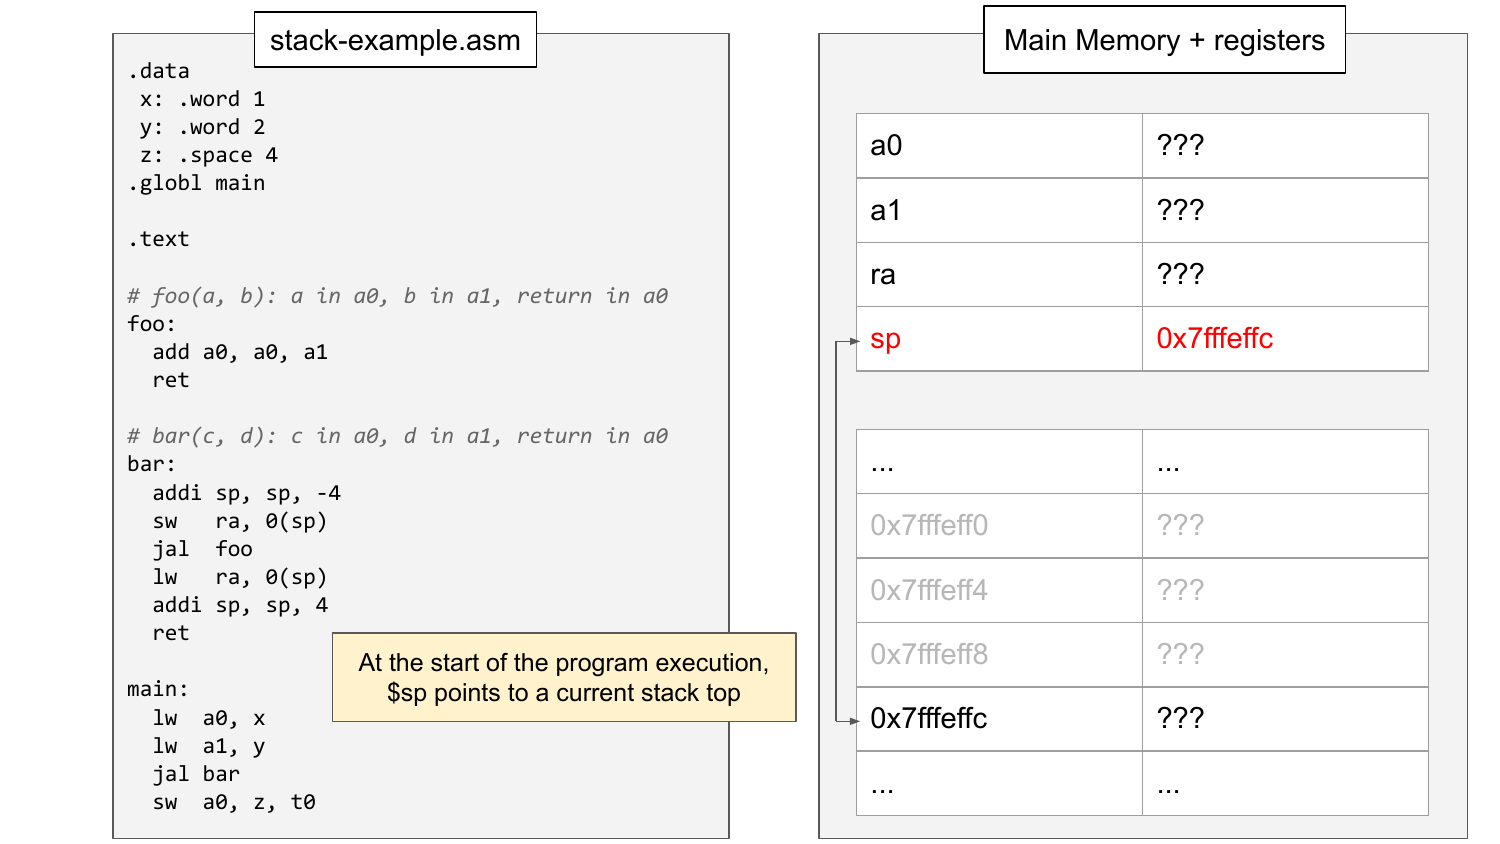 stack-example.asm
.data
 x: .word 1
 y: .word 2
 z: .space 4
.globl main

.text

# foo(a, b): a in a0, b in a1, return in a0
foo:
  add a0, a0, a1
  ret

# bar(c, d): c in a0, d in a1, return in a0
bar:
  addi sp, sp, -4
  sw   ra, 0(sp)
  jal  foo
  lw   ra, 0(sp)
  addi sp, sp, 4
  ret

main:
  lw  a0, x
  lw  a1, y
  jal bar
  sw  a0, z, t0
At the start of the program execution,
$sp points to a current stack top
Main Memory + registers
a0 ???
a1 ???
ra ???
sp 0x7fffeffc
... ...
0x7fffeff0 ???
0x7fffeff4 ???
0x7fffeff8 ???
0x7fffeffc ???
... ...